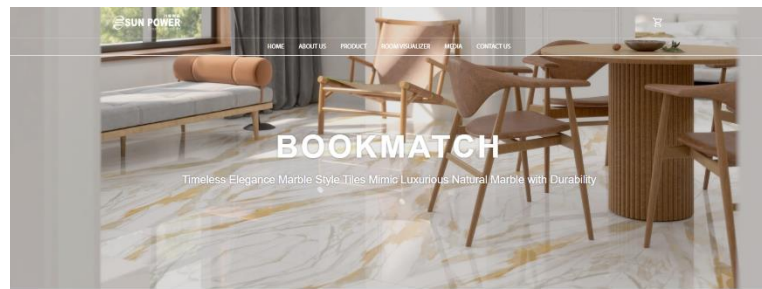 SUN POWER
HOME ABOUT US PRODUCT ROOM VISUALIZER MEDIA CONTACT US
BOOKMATCH
Timeless Elegance Marble Style Tiles Mimic Luxurious Natural Marble with Durability